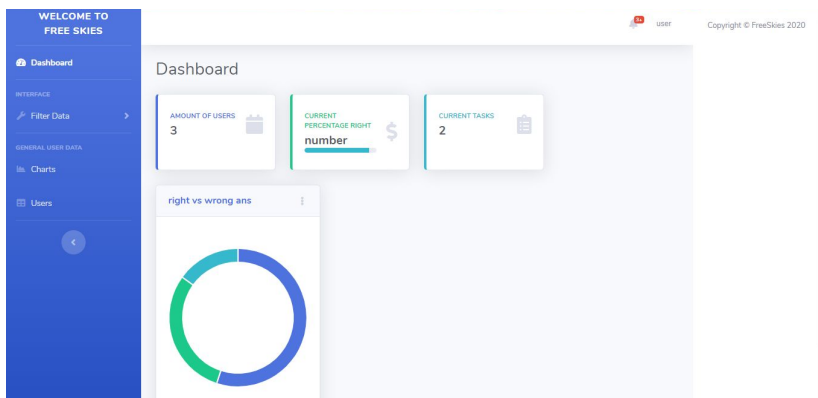 WELCOME TO
FREE SKIES
Dashboard
INTERFACE
Filter Data
GENERAL USER DATA
Charts
Users
3+
user
Copyright © FreeSkies 2020
Dashboard
AMOUNT OF USERS
3
CURRENT
PERCENTAGE RIGHT
number
$
CURRENT TASKS
2
right vs wrong ans